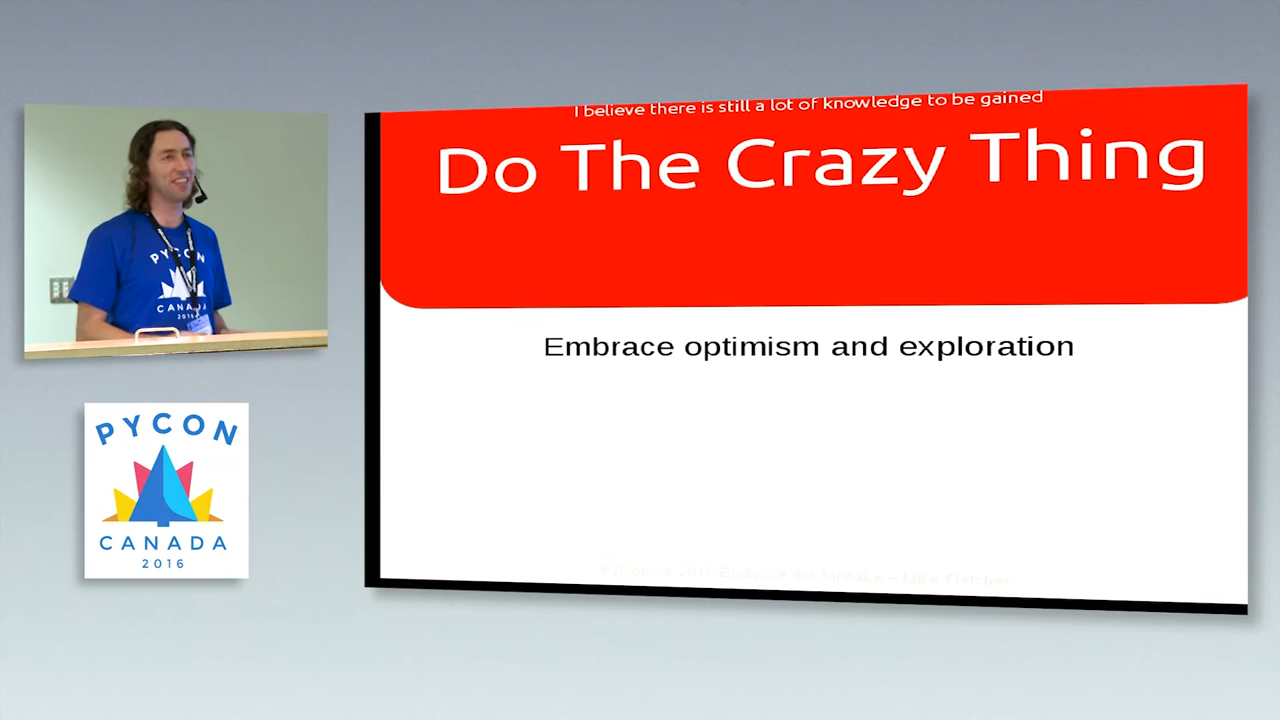 I believe there is still a lot of knowledge to be gained
Do The Crazy Thing
Embrace optimism and exploration
PYCON
CANADA
2016
PYCON
CANADA
2016